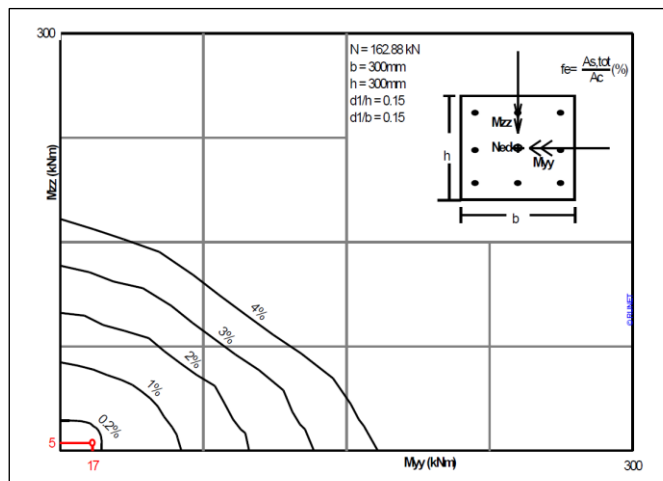 300
Mzz (kNm)
N = 162.88 kN
b = 300mm
h = 300mm
d1/h = 0.15
d1/b = 0.15
fe= As,tot/Ac (%)
Mzz
Ned
Myy
h
b
4%
3%
2%
1%
0.2%
5
17
Myy (kNm)
300
© RUNET